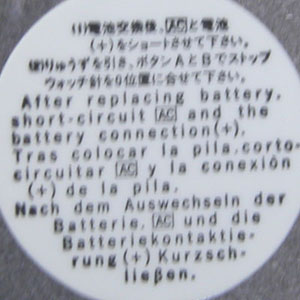 (1)電池交換後、ACと電池
(+)をショートさせて下さい。
(2)りゅうずを引き、ボタンAとBでストップ
ウォッチ針を0位置に合せて下さい。
After replacing battery,
short-circuit AC and the
battery connection(+).
Tras colocar la pila,corto-
circuitar AC y la conexión
(+) de la pila.
Nach dem Auswechseln der
Batterie, AC und die
Batteriekontaktie-
rung(+) Kurzsch-
ließen.